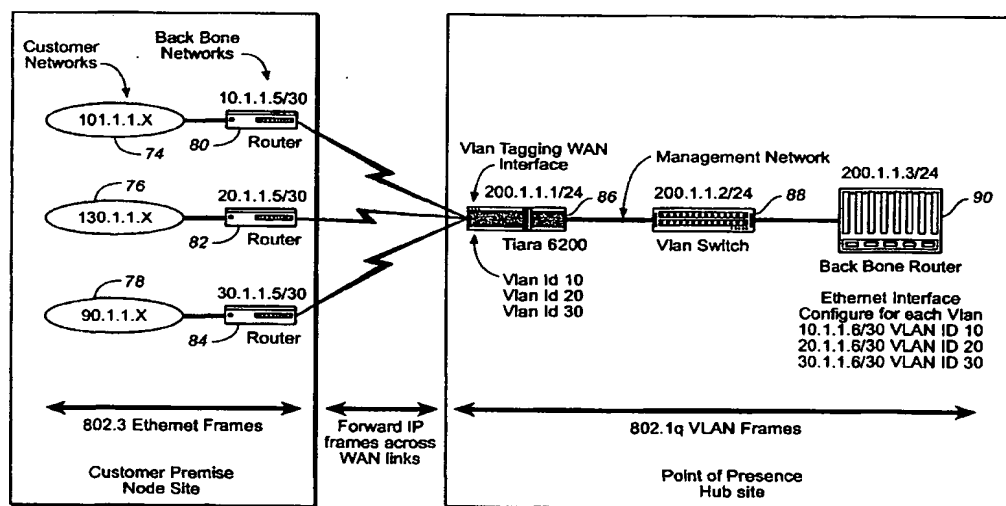 Customer
Networks
Back Bone
Networks
10.1.1.5/30
101.1.1.X
74
80
Router
76
130.1.1.X
20.1.1.5/30
82
Router
78
90.1.1.X
30.1.1.5/30
84
Router
802.3 Ethernet Frames
Customer Premise
Node Site
Forward IP
frames across
WAN links
Vlan Tagging WAN
Interface
200.1.1.1/24
86
Tiara 6200
Vlan Id 10
Vlan Id 20
Vlan Id 30
Management Network
200.1.1.2/24
88
Vlan Switch
200.1.1.3/24
90
Back Bone Router
Ethernet Interface
Configure for each Vlan
10.1.1.6/30 VLAN ID 10
20.1.1.6/30 VLAN ID 20
30.1.1.6/30 VLAN ID 30
802.1q VLAN Frames
Point of Presence
Hub site